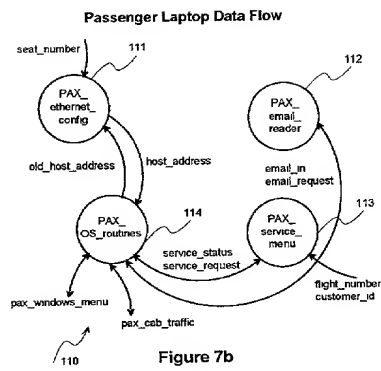 Passenger Laptop Data Flow
seat_number
111
PAX_
ethernet_
config
112
PAX_
email_
reader
old_host_address
host_address
email_in
email_request
113
PAX_
OS_routines
114
PAX_
service_
menu
service_status
service_request
pax_windows_menu
pax_ceb_traffic
flight_number
customer_id
110
Figure 7b